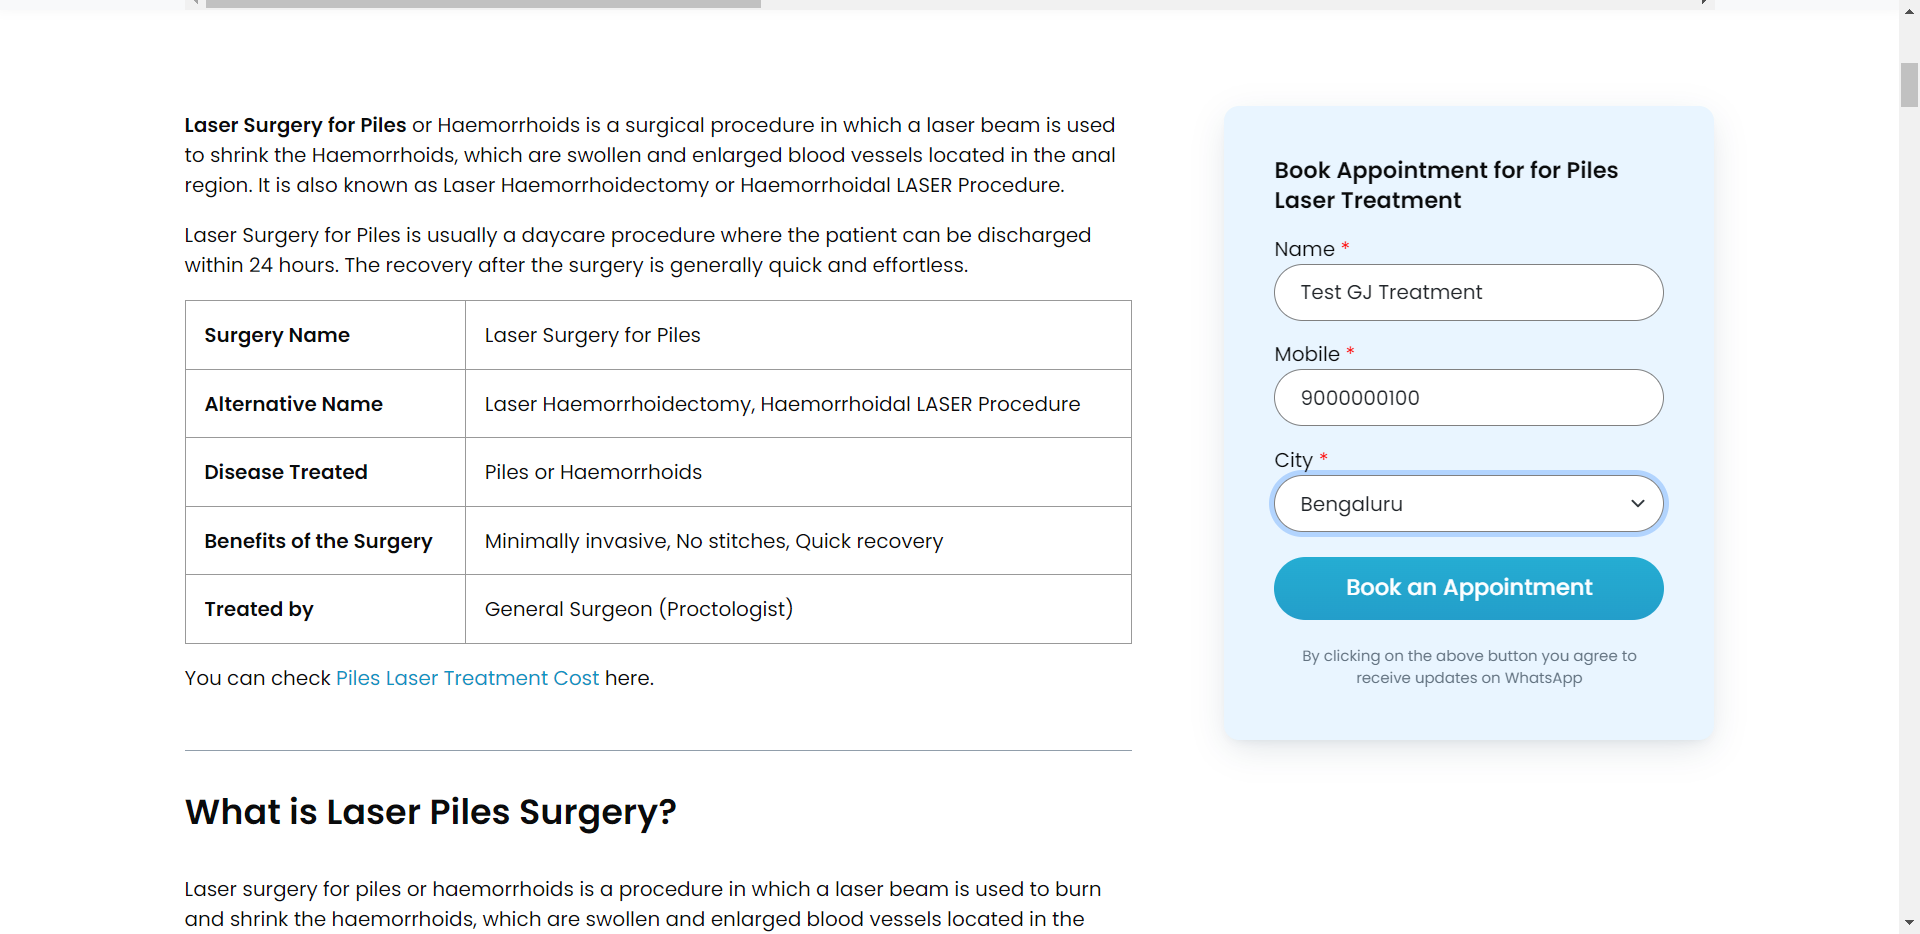 Laser Surgery for Piles or Haemorrhoids is a surgical procedure in which a laser beam is used
to shrink the Haemorrhoids, which are swollen and enlarged blood vessels located in the anal
region. It is also known as Laser Haemorrhoidectomy or Haemorrhoidal LASER Procedure.
Laser Surgery for Piles is usually a daycare procedure where the patient can be discharged
within 24 hours. The recovery after the surgery is generally quick and effortless.
Surgery Name Laser Surgery for Piles
Alternative Name Laser Haemorrhoidectomy, Haemorrhoidal LASER Procedure
Disease Treated Piles or Haemorrhoids
Benefits of the Surgery Minimally invasive, No stitches, Quick recovery
Treated by General Surgeon (Proctologist)
You can check Piles Laser Treatment Cost here.
What is Laser Piles Surgery?
Laser surgery for piles or haemorrhoids is a procedure in which a laser beam is used to burn
and shrink the haemorrhoids, which are swollen and enlarged blood vessels located in the
Book Appointment for for Piles
Laser Treatment
Name *
Test GJ Treatment
Mobile *
9000000100
City *
Bengaluru
Book an Appointment
By clicking on the above button you agree to
receive updates on WhatsApp